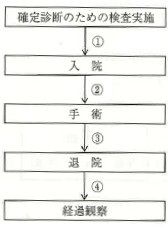 確定診断のための検査実施
①
入院
②
手術
③
退院
④
経過観察